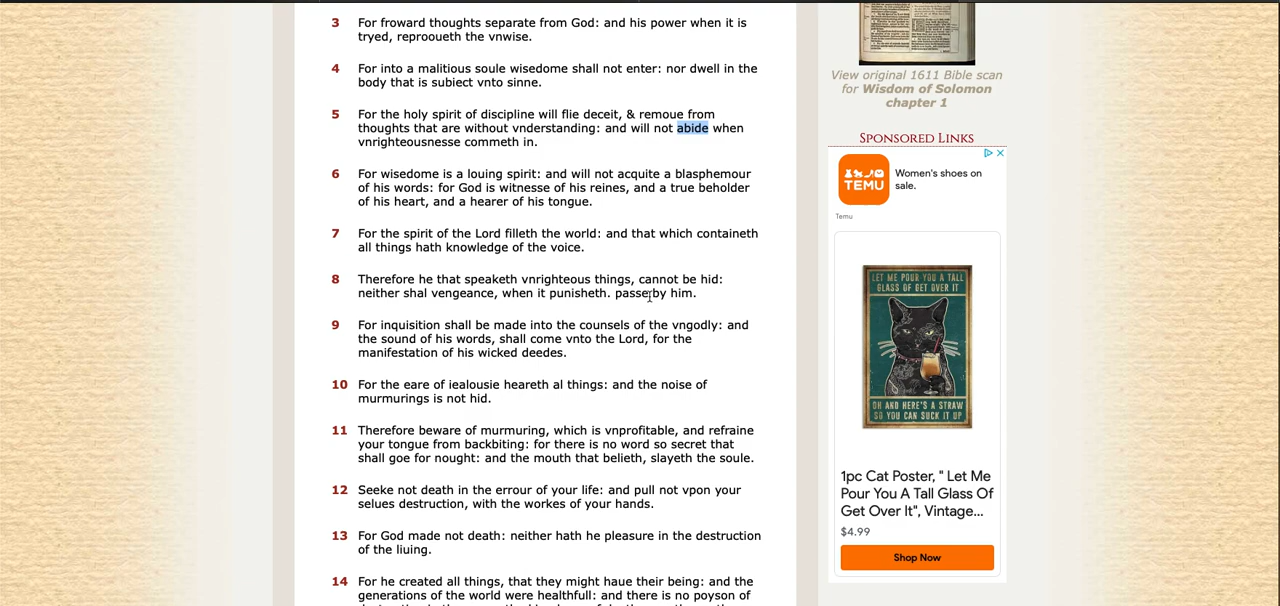 3 For froward thoughts separate from God: and his power when it is
tryed, reprooueth the vnwise.
4 For into a malitious soule wisedome shall not enter: nor dwell in the
body that is subiect vnto sinne.
5 For the holy spirit of discipline will flie deceit, & remoue from
thoughts that are without vnderstanding: and will not abide when
vnrighteousnesse commeth in.
6 For wisedome is a louing spirit: and will not acquite a blasphemour
of his words: for God is witnesse of his reines, and a true beholder
of his heart, and a hearer of his tongue.
7 For the spirit of the Lord filleth the world: and that which containeth
all things hath knowledge of the voice.
8 Therefore he that speaketh vnrighteous things, cannot be hid:
neither shal vengeance, when it punisheth. passe by him.
9 For inquisition shall be made into the counsels of the vngodly: and
the sound of his words, shall come vnto the Lord, for the
manifestation of his wicked deedes.
10 For the eare of iealousie heareth al things: and the noise of
murmurings is not hid.
11 Therefore beware of murmuring, which is vnprofitable, and refraine
your tongue from backbiting: for there is no word so secret that
shall goe for nought: and the mouth that belieth, slayeth the soule.
12 Seeke not death in the errour of your life: and pull not vpon your
selues destruction, with the workes of your hands.
13 For God made not death: neither hath he pleasure in the destruction
of the liuing.
14 For he created all things, that they might haue their being: and the
generations of the world were healthfull: and there is no poyson of
View original 1611 Bible scan
for Wisdom of Solomon
chapter 1
SPONSORED LINKS
TEMU
Women's shoes on
sale.
Temu
LET ME POUR YOU A TALL
GLASS OF GET OVER IT
OH AND HERE'S A STRAW
SO YOU CAN SUCK IT UP
1pc Cat Poster, " Let Me
Pour You A Tall Glass Of
Get Over It", Vintage...
$4.99
Shop Now